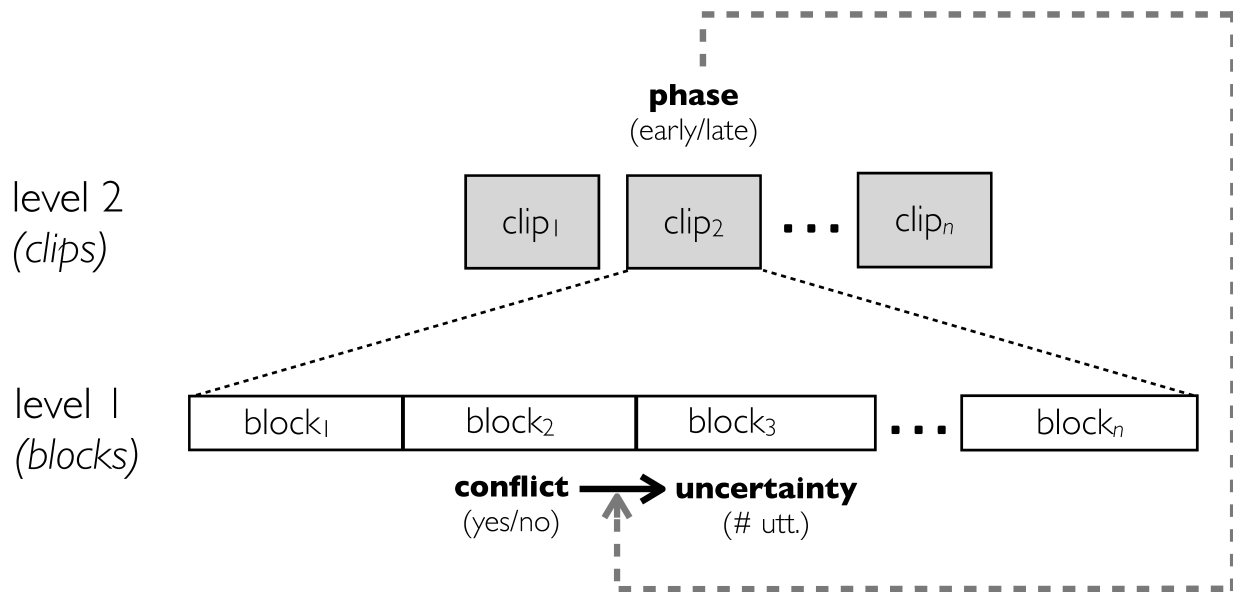 phase
(early/late)
level 2
(clips)
clip₁ clip₂ ... clipₙ
level 1
(blocks)
block₁ block₂ block₃ ... blockₙ
conflict uncertainty
(yes/no) (# utt.)